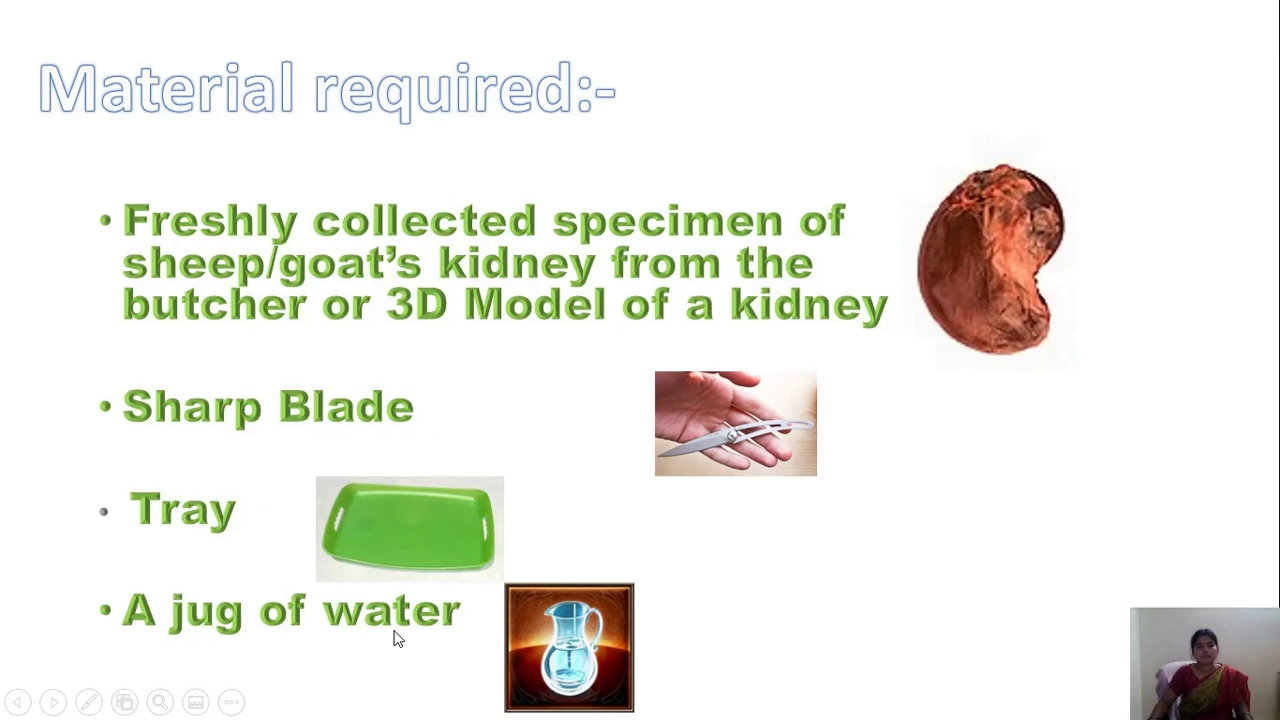 Material required:-
• Freshly collected specimen of
sheep/goat’s kidney from the
butcher or 3D Model of a kidney
• Sharp Blade
• Tray
• A jug of water